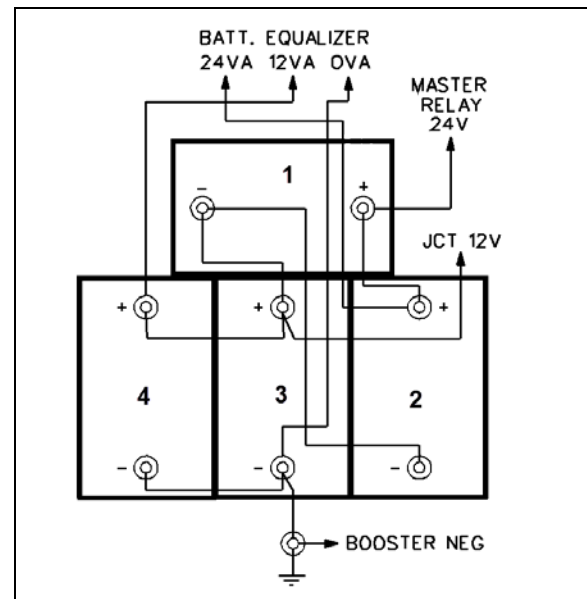 BATT. EQUALIZER
24VA 12VA 0VA
MASTER
RELAY
24V
1
- +
JCT 12V
+ + +
4 3 2
- - -
BOOSTER NEG